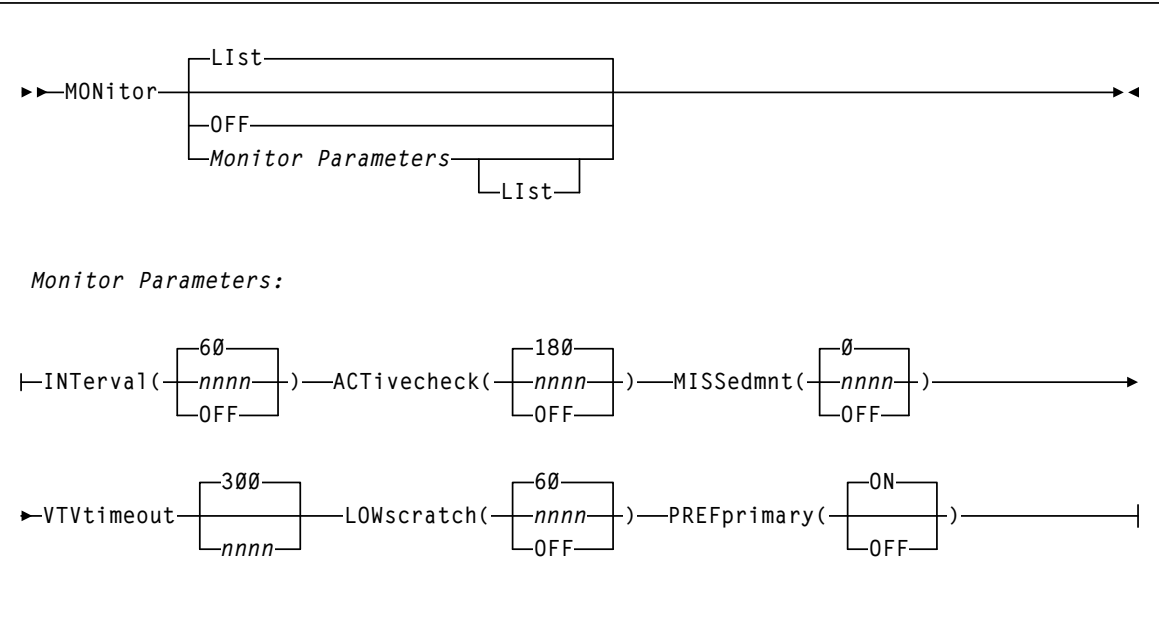 LIst
MONitor
OFF
Monitor Parameters
LIst
Monitor Parameters:
60 180 0
INTerval( nnnn ) ACTivecheck( nnnn ) MISSedmnt( nnnn )
OFF OFF OFF
300 60 ON
VTVtimeout LOWscratch( nnnn ) PREFprimary( )
nnnn OFF OFF